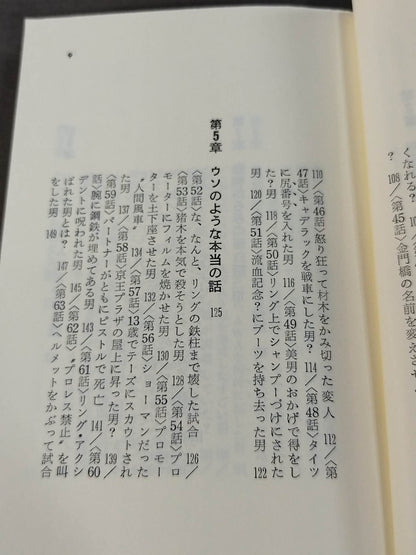 くなれる?
108/〈第45話〉金門橋の名前を変えさせ
?
110/〈第46話〉怒り狂って材木をかみ切った変人 112/〈第
47話〉キャデラックを戦車にした男? 114/〈第48話〉タイツ
に尻番号を入れた男 116/〈第49話〉美男のおかげで得をし
た男? 118/〈第50話〉リング上でシャンプーづけにされた
男 120/〈第51話〉流血記念?にブーツを持ち去った男 122
第5章 ウソのような本当の話 125
〈第52話〉な、なんと、リングの鉄柱まで壊した試合 126/
〈第53話〉猪木を本気で殺そうとした男 128/〈第54話〉プロ
モーターにフィルムを焼かせた男 130/〈第55話〉プロモー
ターを土下座させた男 132/〈第56話〉ショーマンだった
〝人間風車〟 134/〈第57話〉13歳でテーズにスカウトされ
た男 137/〈第58話〉京王プラザの屋上に昇った男? 139/
〈第59話〉パートナーがともにピストルで死亡 141/〈第60
話〉腕に鋼鉄が埋めてある男 143/〈第61話〉リング・アクシ
デントに呪われた男 145/〈第62話〉〝プロレス禁止〟を叫
ばれた男とは? 147/〈第63話〉ヘルメットをかぶって試合
をした男 149
6